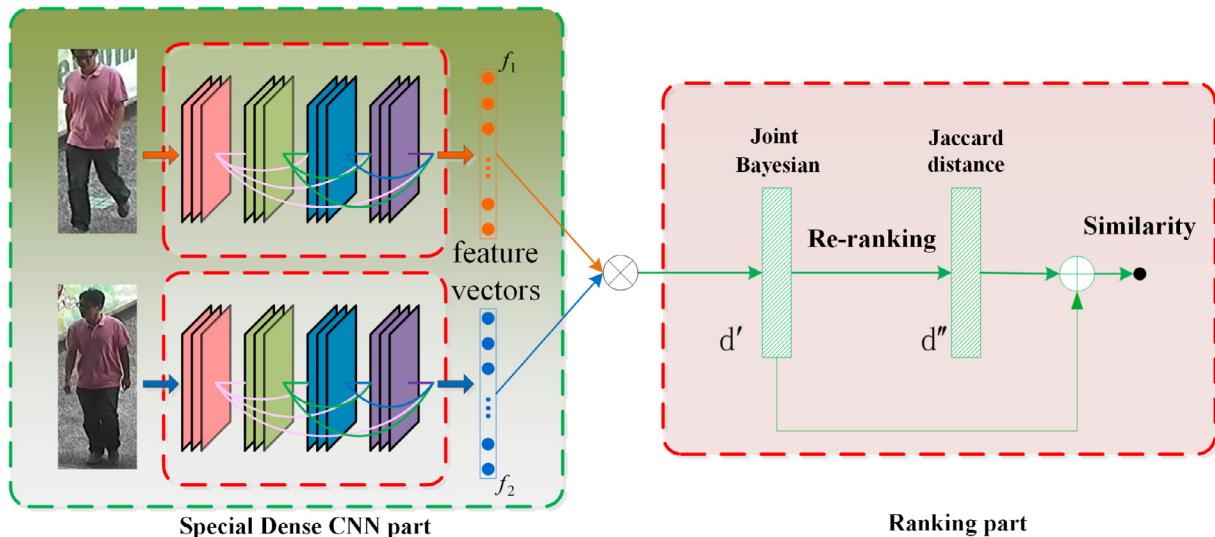 f1
feature
vectors
f2
Special Dense CNN part
Joint
Bayesian
Jaccard
distance
Re-ranking
Similarity
d′
d″
Ranking part